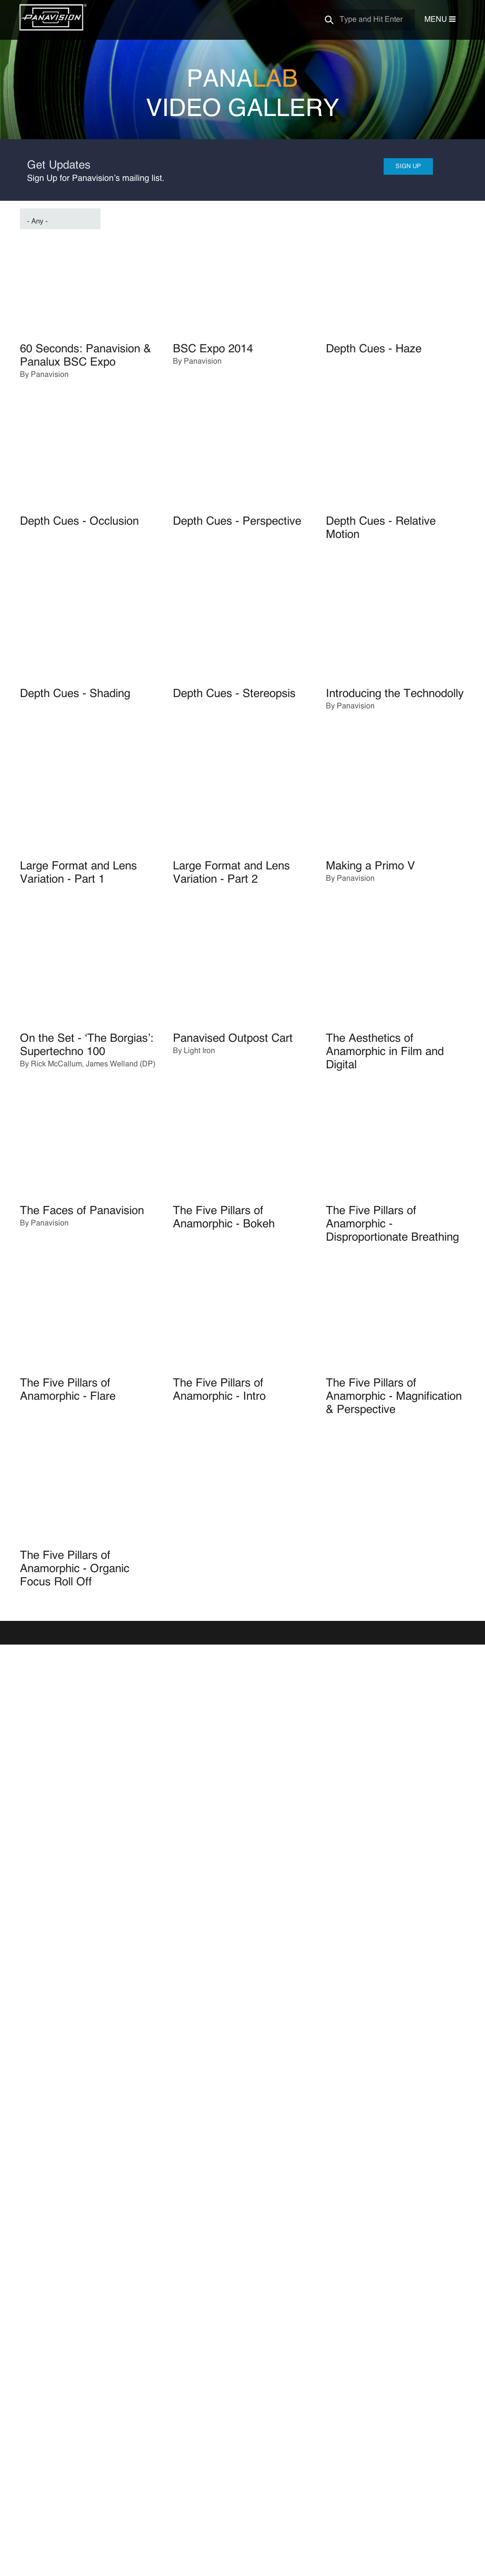 PANAVISION®
Type and Hit Enter
MENU
PANALAB
VIDEO GALLERY
Get Updates
Sign Up for Panavision's mailing list.
SIGN UP
- Any -
60 Seconds: Panavision &
Panalux BSC Expo
By Panavision
BSC Expo 2014
By Panavision
Depth Cues - Haze
Depth Cues - Occlusion
Depth Cues - Perspective
Depth Cues - Relative
Motion
Depth Cues - Shading
Depth Cues - Stereopsis
Introducing the Technodolly
By Panavision
Large Format and Lens
Variation - Part 1
Large Format and Lens
Variation - Part 2
Making a Primo V
By Panavision
On the Set - ‘The Borgias’:
Supertechno 100
By Rick McCallum, James Welland (DP)
Panavised Outpost Cart
By Light Iron
The Aesthetics of
Anamorphic in Film and
Digital
The Faces of Panavision
By Panavision
The Five Pillars of
Anamorphic - Bokeh
The Five Pillars of
Anamorphic -
Disproportionate Breathing
The Five Pillars of
Anamorphic - Flare
The Five Pillars of
Anamorphic - Intro
The Five Pillars of
Anamorphic - Magnification
& Perspective
The Five Pillars of
Anamorphic - Organic
Focus Roll Off